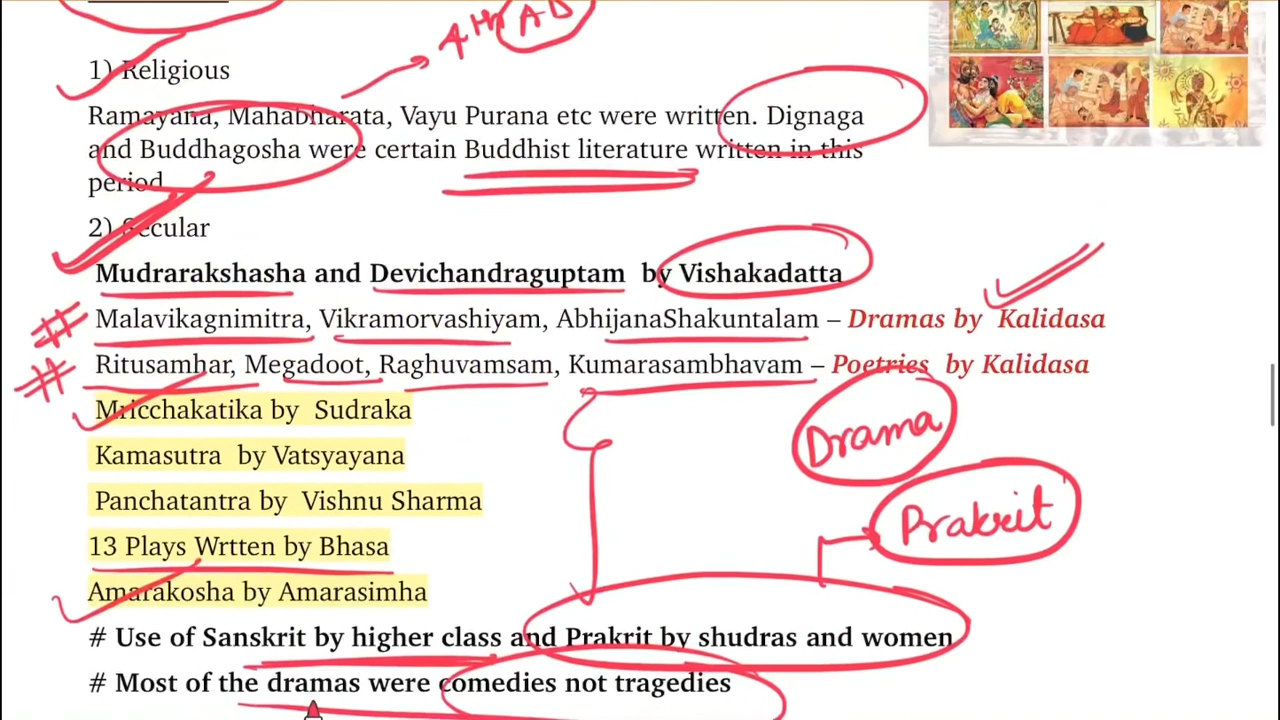 4th AD
1) Religious
Ramayana, Mahabharata, Vayu Purana etc were written. Dignaga
and Buddhagosha were certain Buddhist literature written in this
period
2) Secular
Mudrarakshasha and Devichandraguptam by Vishakadatta
# Malavikagnimitra, Vikramorvashiyam, AbhijanaShakuntalam – Dramas by Kalidasa
# Ritusamhar, Megadoot, Raghuvamsam, Kumarasambhavam – Poetries by Kalidasa
Mricchakatika by Sudraka
Drama
Kamasutra by Vatsyayana
Panchatantra by Vishnu Sharma
Prakrit
13 Plays Wrtten by Bhasa
Amarakosha by Amarasimha
# Use of Sanskrit by higher class and Prakrit by shudras and women
# Most of the dramas were comedies not tragedies